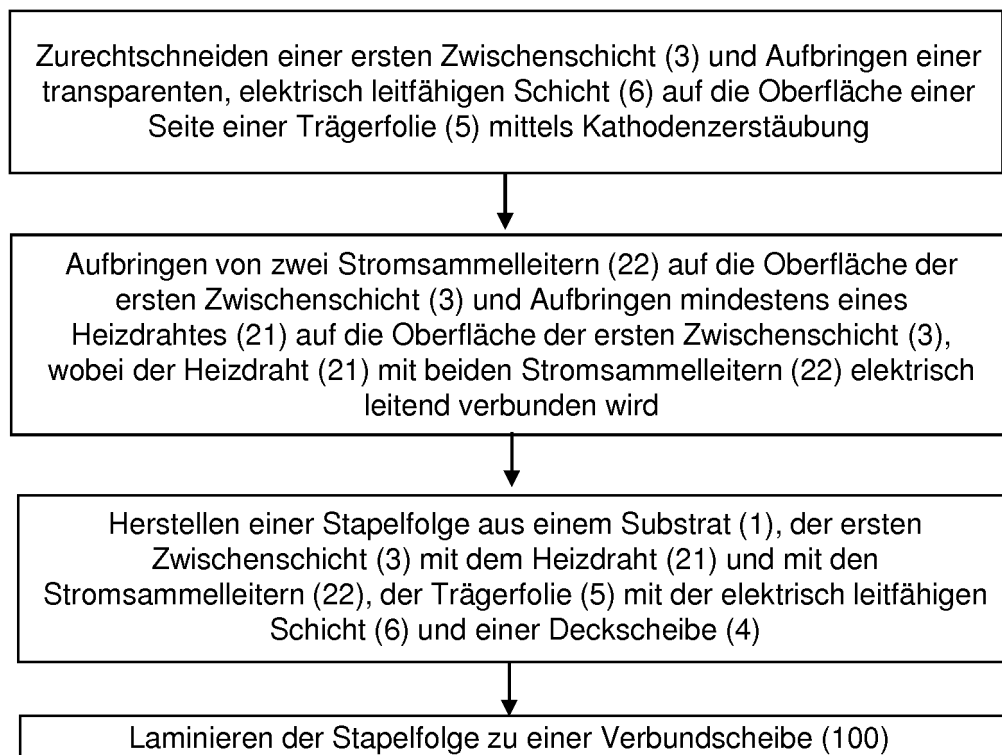 Zurechtschneiden einer ersten Zwischenschicht (3) und Aufbringen einer
transparenten, elektrisch leitfähigen Schicht (6) auf die Oberfläche einer
Seite einer Trägerfolie (5) mittels Kathodenzerstäubung
Aufbringen von zwei Stromsammelleitern (22) auf die Oberfläche der
ersten Zwischenschicht (3) und Aufbringen mindestens eines
Heizdrahtes (21) auf die Oberfläche der ersten Zwischenschicht (3),
wobei der Heizdraht (21) mit beiden Stromsammelleitern (22) elektrisch
leitend verbunden wird
Herstellen einer Stapelfolge aus einem Substrat (1), der ersten
Zwischenschicht (3) mit dem Heizdraht (21) und mit den
Stromsammelleitern (22), der Trägerfolie (5) mit der elektrisch leitfähigen
Schicht (6) und einer Deckscheibe (4)
Laminieren der Stapelfolge zu einer Verbundscheibe (100)